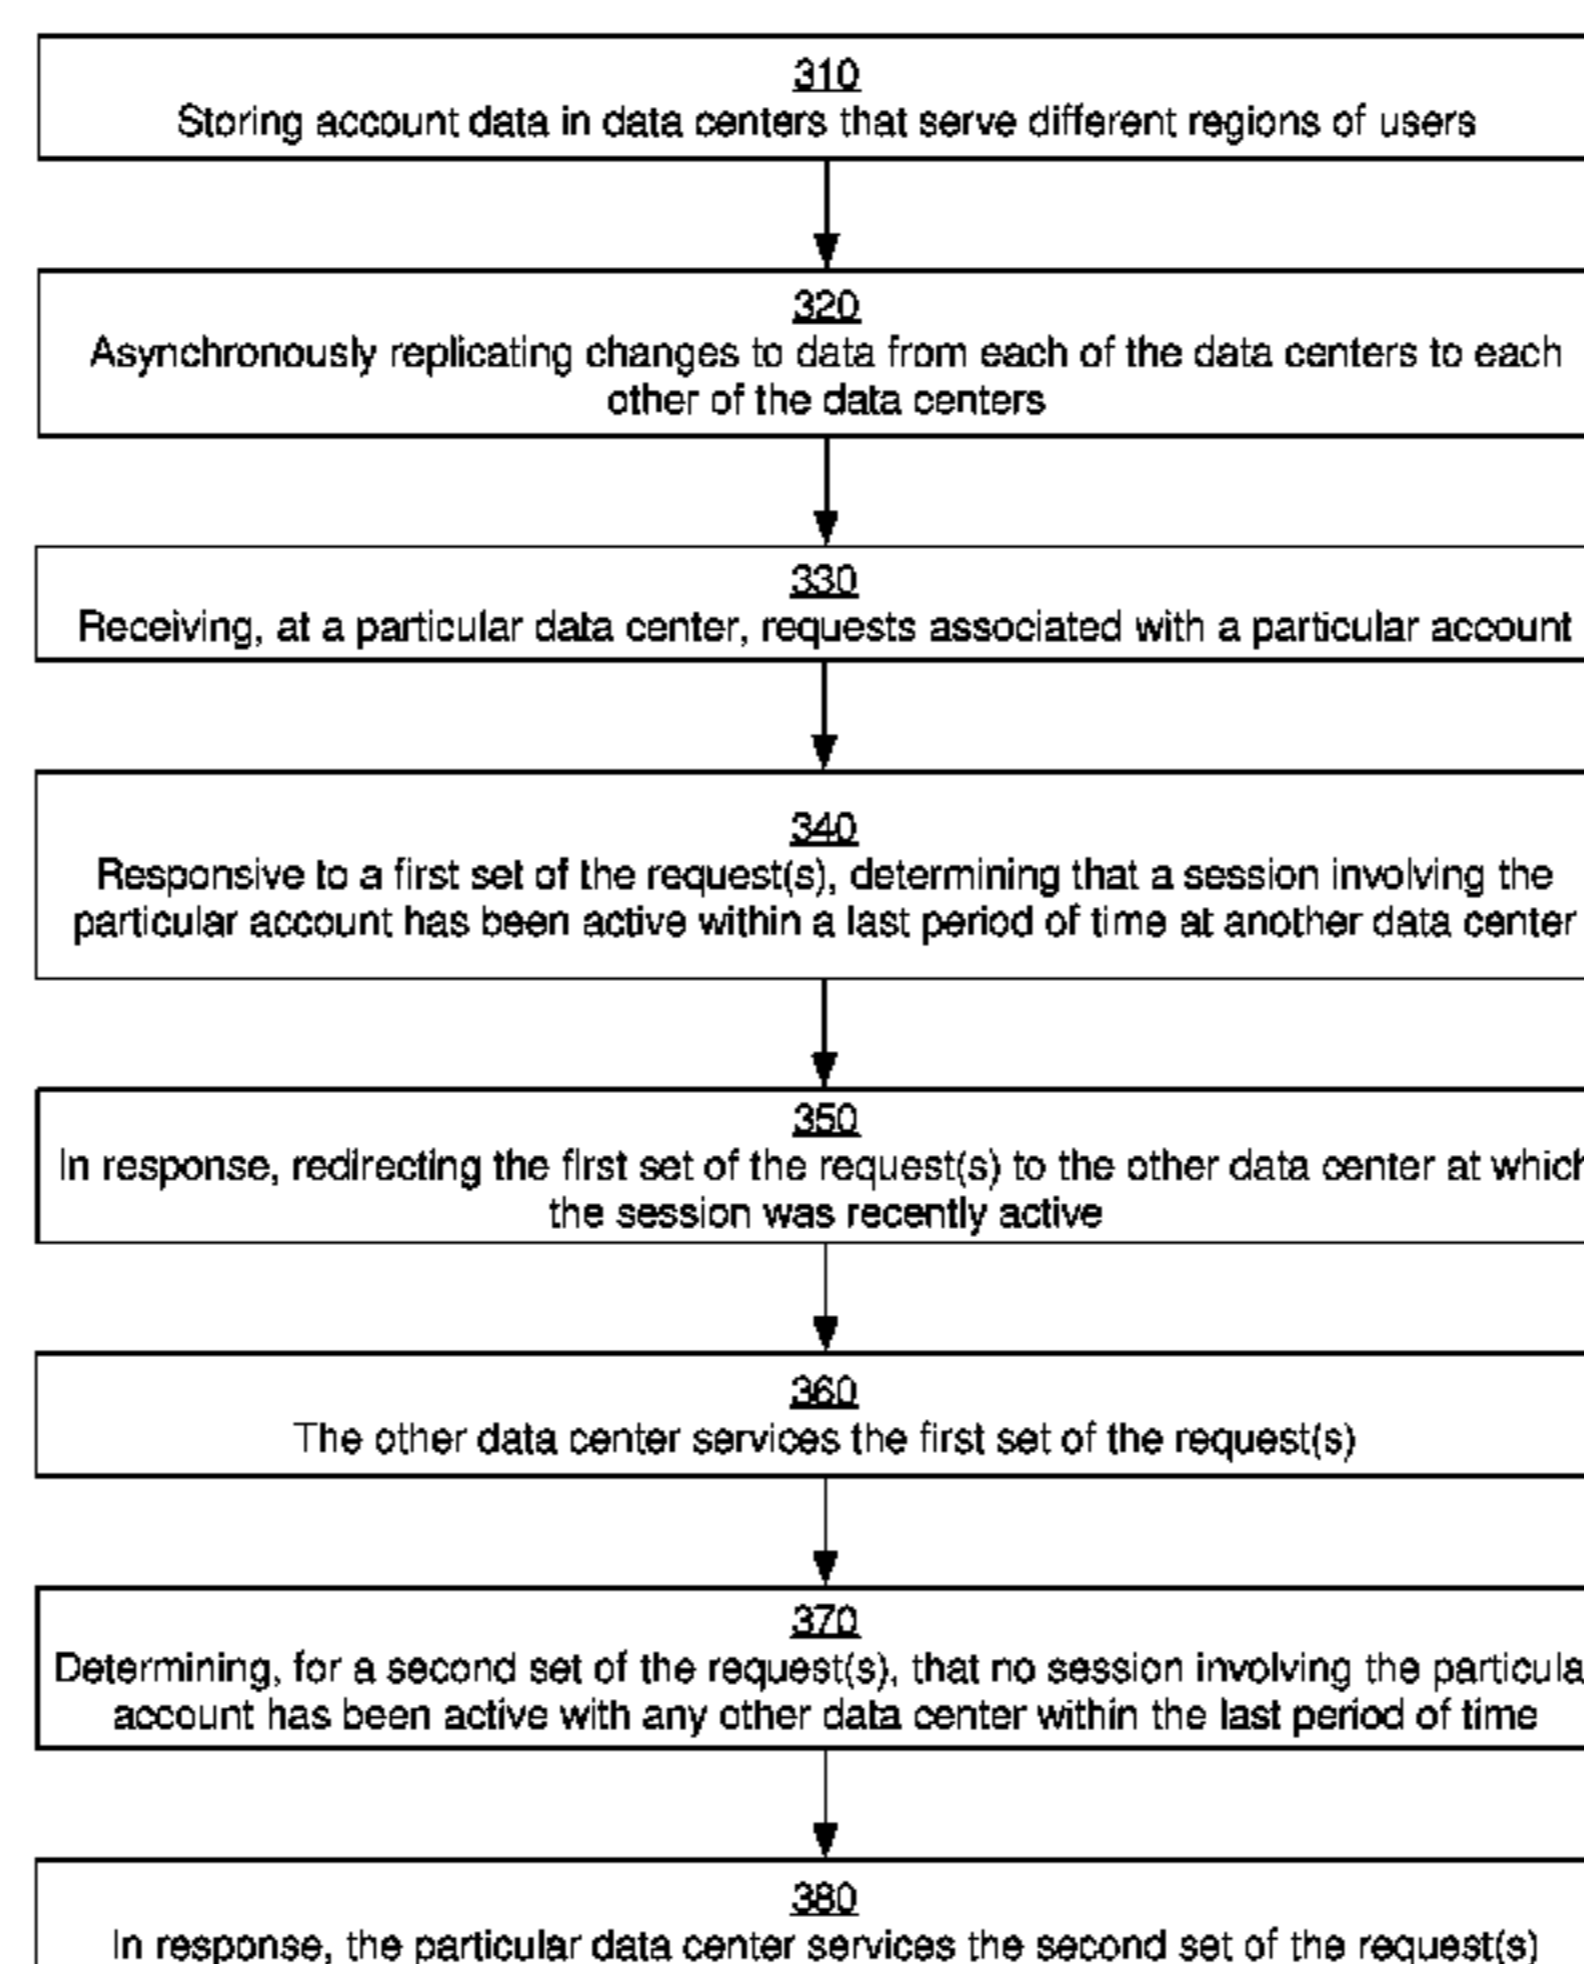 310
Storing account data in data centers that serve different regions of users
320
Asynchronously replicating changes to data from each of the data centers to each
other of the data centers
330
Receiving, at a particular data center, requests associated with a particular account
340
Responsive to a first set of the request(s), determining that a session involving the
particular account has been active within a last period of time at another data center
350
In response, redirecting the first set of the request(s) to the other data center at which
the session was recently active
360
The other data center services the first set of the request(s)
370
Determining, for a second set of the request(s), that no session involving the particula
account has been active with any other data center within the last period of time
380
In response, the particular data center services the second set of the request(s)